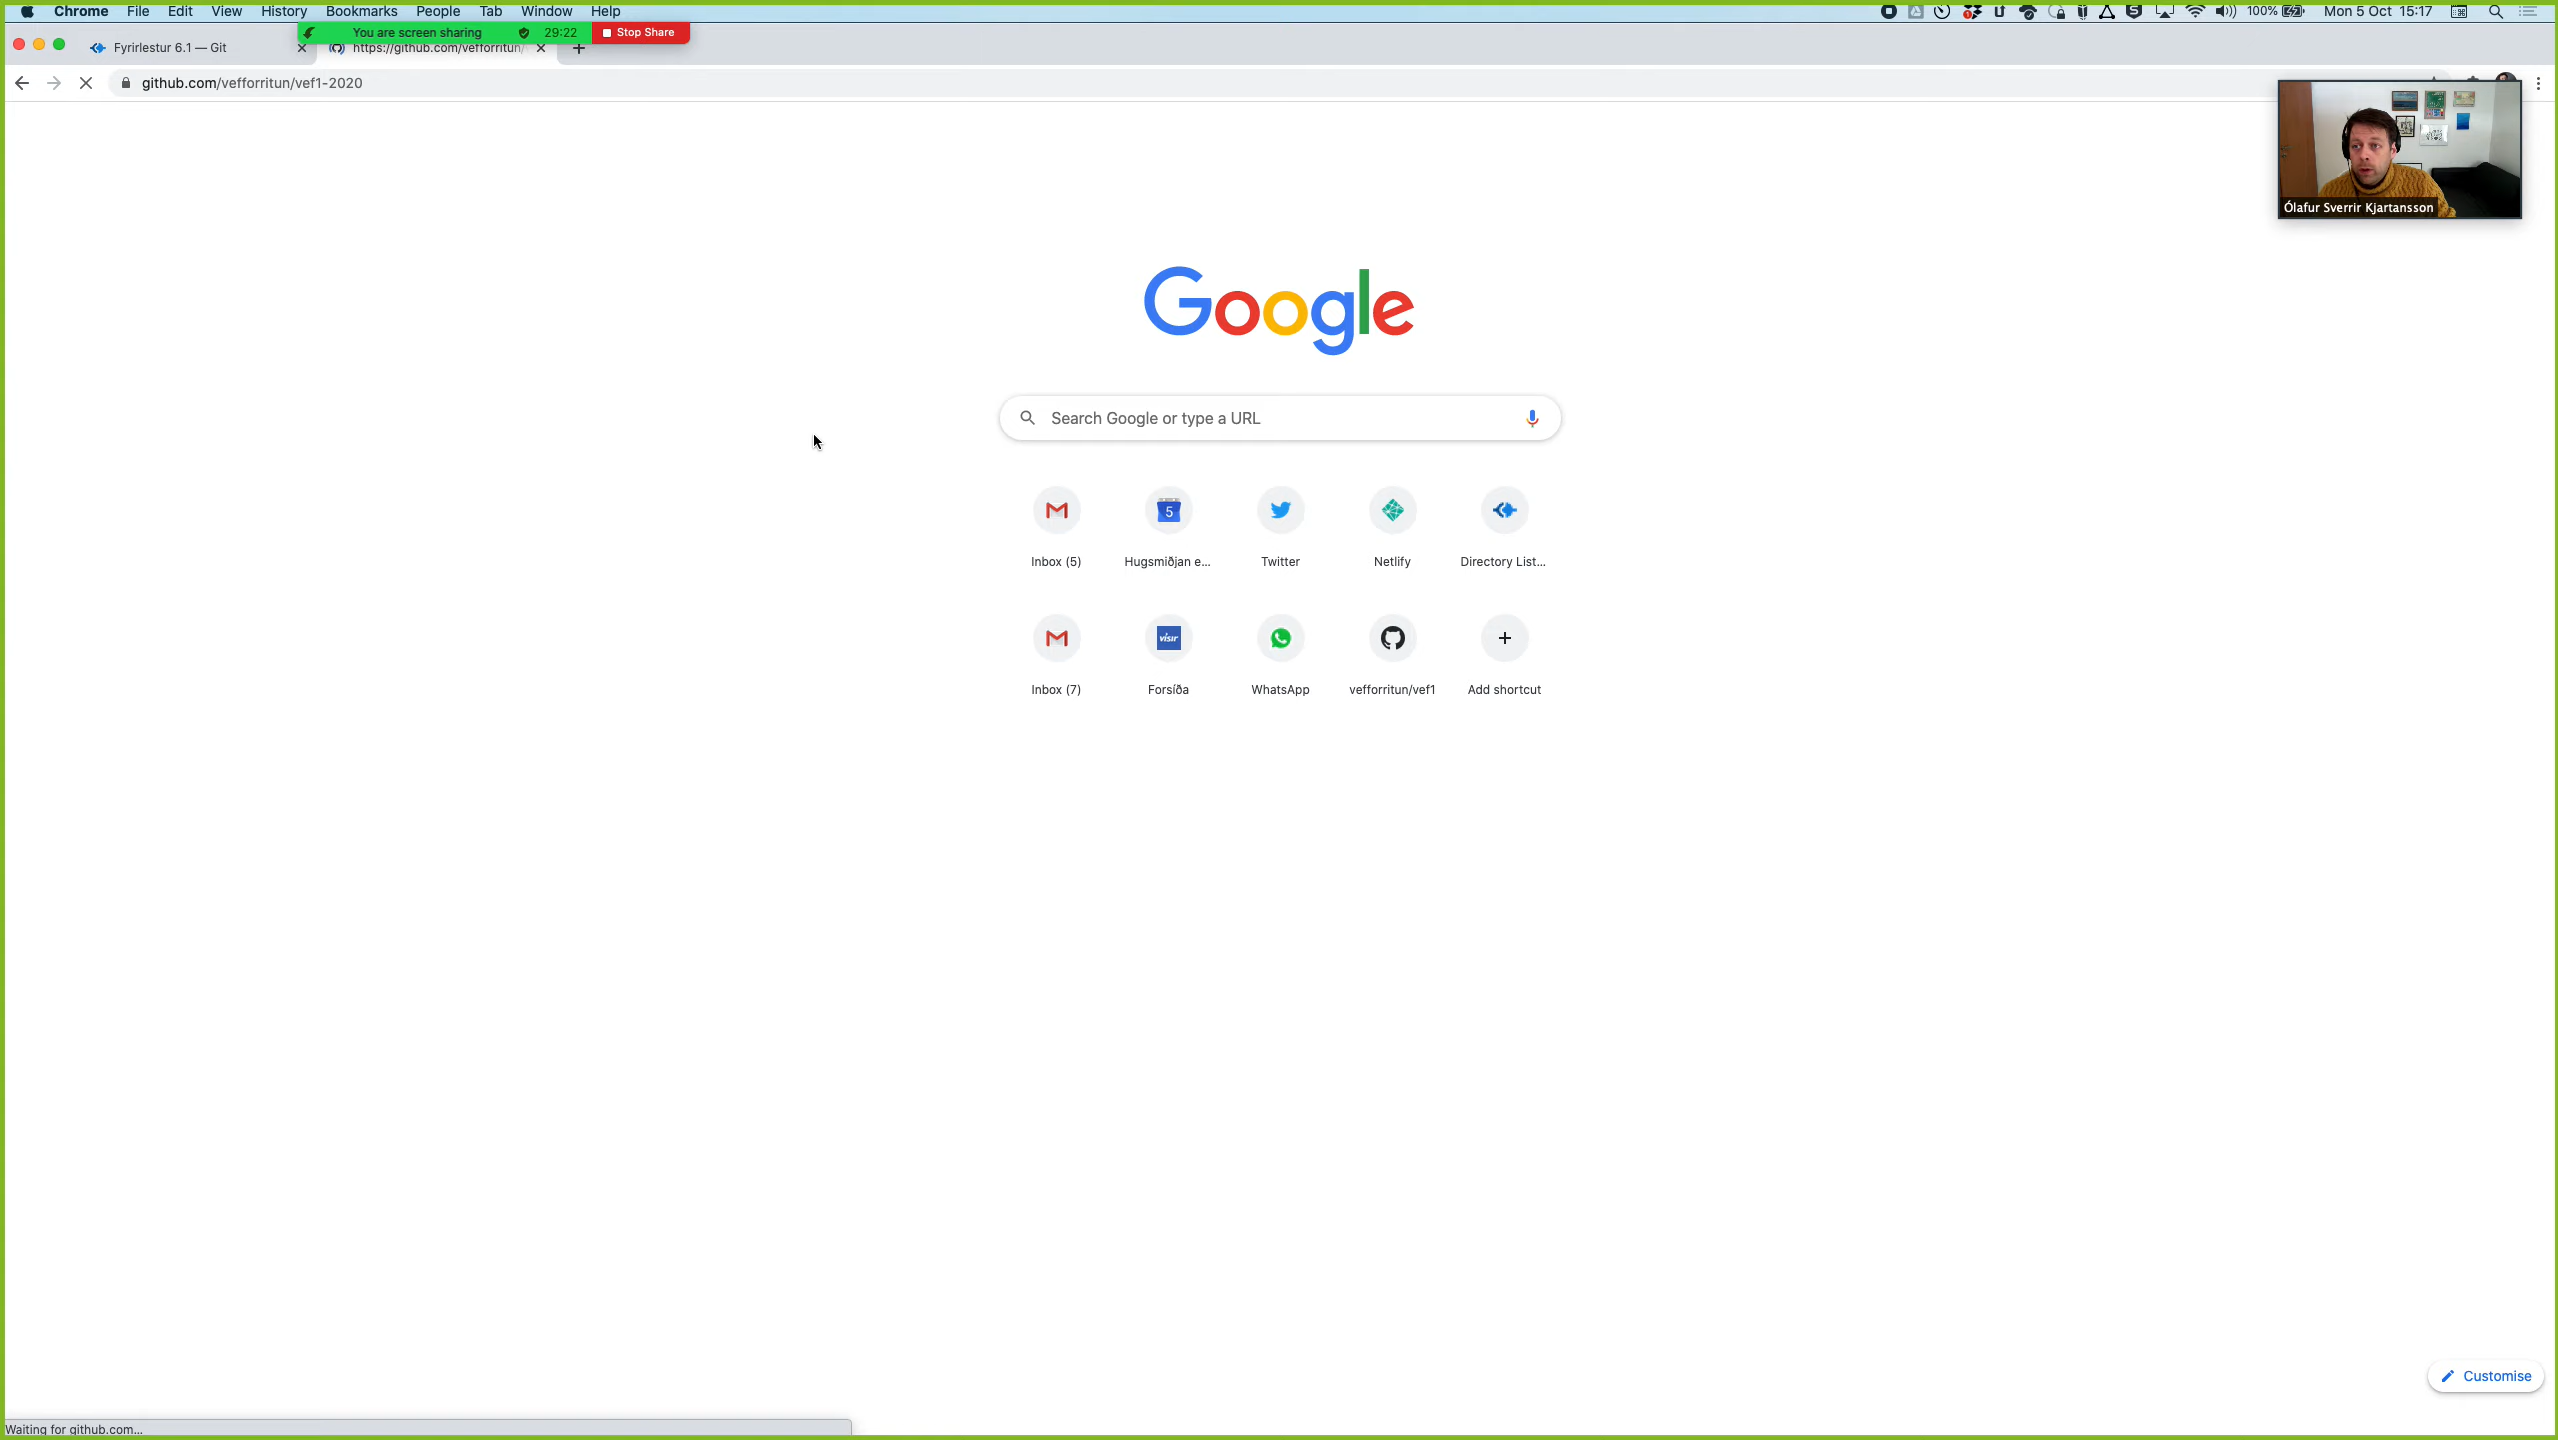 Chrome File Edit View History Bookmarks People Tab Window Help
100% Mon 5 Oct 15:17
You are screen sharing 29:22 Stop Share
Fyrirlestur 6.1 — Git
https://github.com/vefforritun/
github.com/vefforritun/vef1-2020
Ólafur Sverrir Kjartansson
Google
Search Google or type a URL
5
Inbox (5) Hugsmiðjan e... Twitter Netlify Directory List...
vísir
Inbox (7) Forsíða WhatsApp vefforritun/vef1 Add shortcut
Customise
Waiting for github.com...